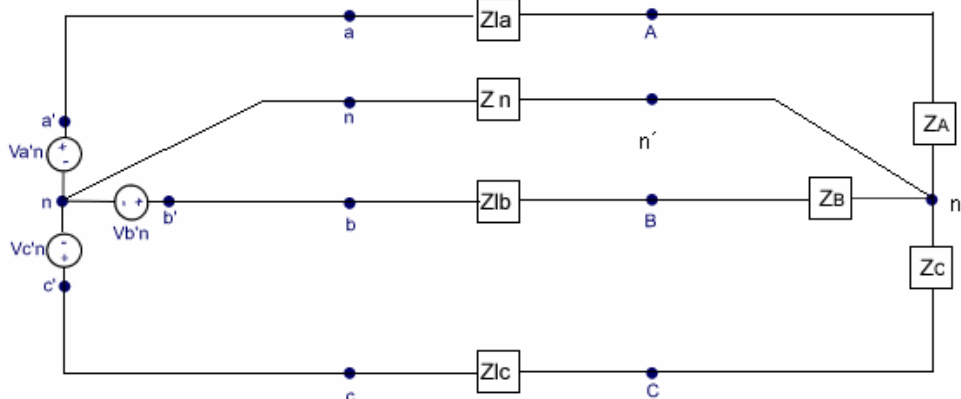 ZIa
a
A
Z n
n
n´
ZA
a'
+
Va'n
-
n
- +
b'
Vb'n
b
ZIb
B
ZB
n
-
Vc'n
+
c'
Zc
ZIc
c
C